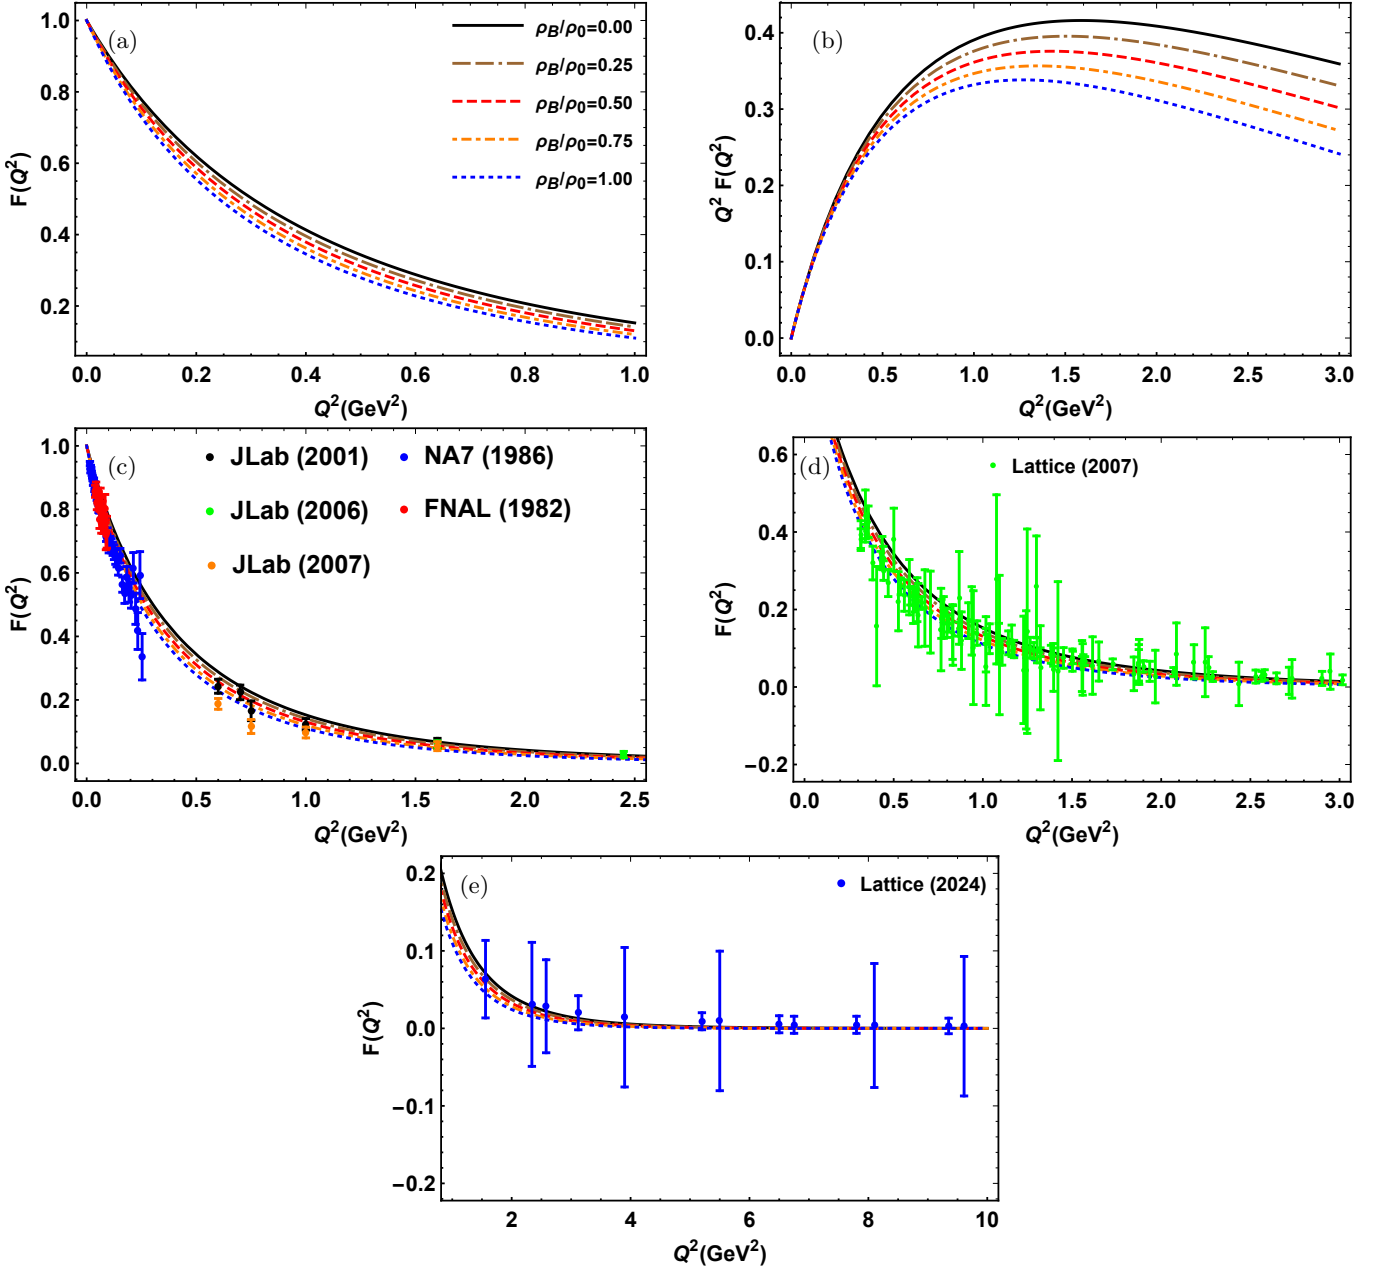 (a)
ρB/ρ0=0.00
ρB/ρ0=0.25
ρB/ρ0=0.50
ρB/ρ0=0.75
ρB/ρ0=1.00
1.0
0.8
0.6
0.4
0.2
F(Q²)
0.0 0.2 0.4 0.6 0.8 1.0
Q²(GeV²)
(b)
0.4
0.3
0.2
0.1
0.0
Q² F(Q²)
0.0 0.5 1.0 1.5 2.0 2.5 3.0
Q²(GeV²)
(c)
JLab (2001)
JLab (2006)
JLab (2007)
NA7 (1986)
FNAL (1982)
1.0
0.8
0.6
0.4
0.2
0.0
F(Q²)
0.0 0.5 1.0 1.5 2.0 2.5
Q²(GeV²)
(d)
Lattice (2007)
0.6
0.4
0.2
0.0
−0.2
F(Q²)
0.0 0.5 1.0 1.5 2.0 2.5 3.0
Q²(GeV²)
(e)
Lattice (2024)
0.2
0.1
0.0
−0.1
−0.2
F(Q²)
2 4 6 8 10
Q²(GeV²)